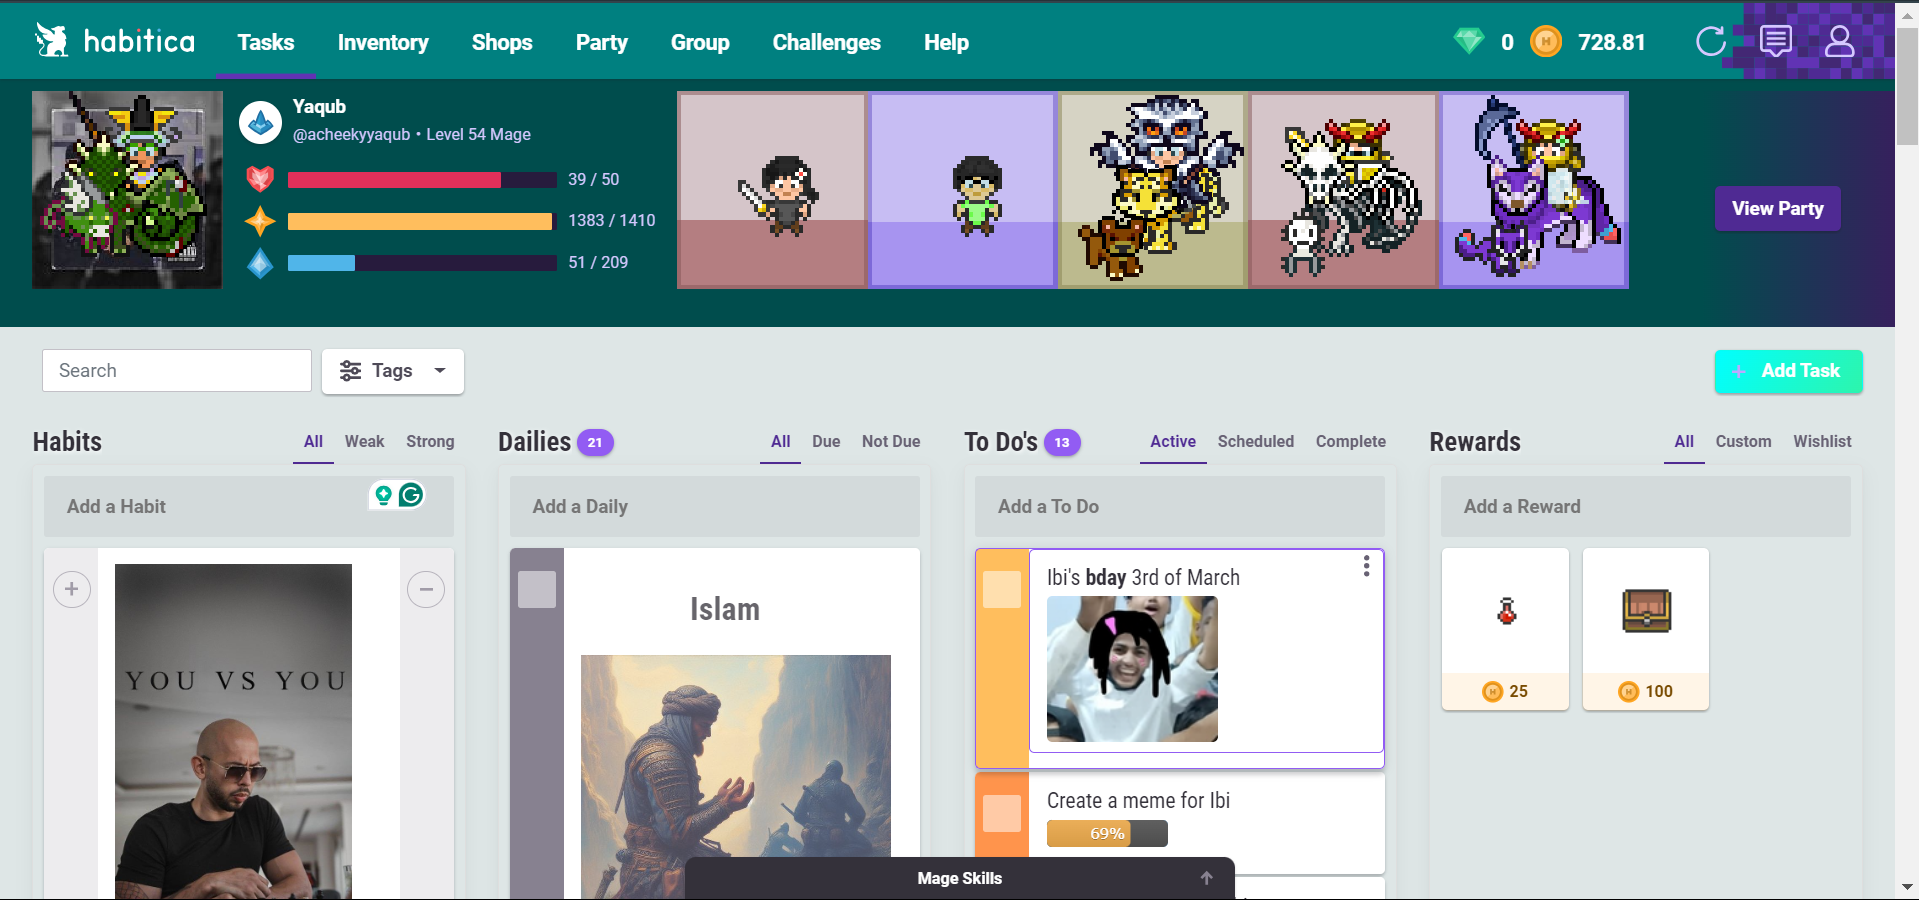 habitica Tasks Inventory Shops Party Group Challenges Help 0 728.81
Yaqub
@acheekyyaqub • Level 54 Mage
39 / 50
1383 / 1410
51 / 209
View Party
Search Tags
+ Add Task
Habits All Weak Strong
Dailies 21 All Due Not Due
To Do's 13 Active Scheduled Complete
Rewards All Custom Wishlist
Add a Habit
Add a Daily
Add a To Do
Add a Reward
YOU VS YOU
Islam
Ibi's bday 3rd of March
Create a meme for Ibi
69%
25
100
Mage Skills